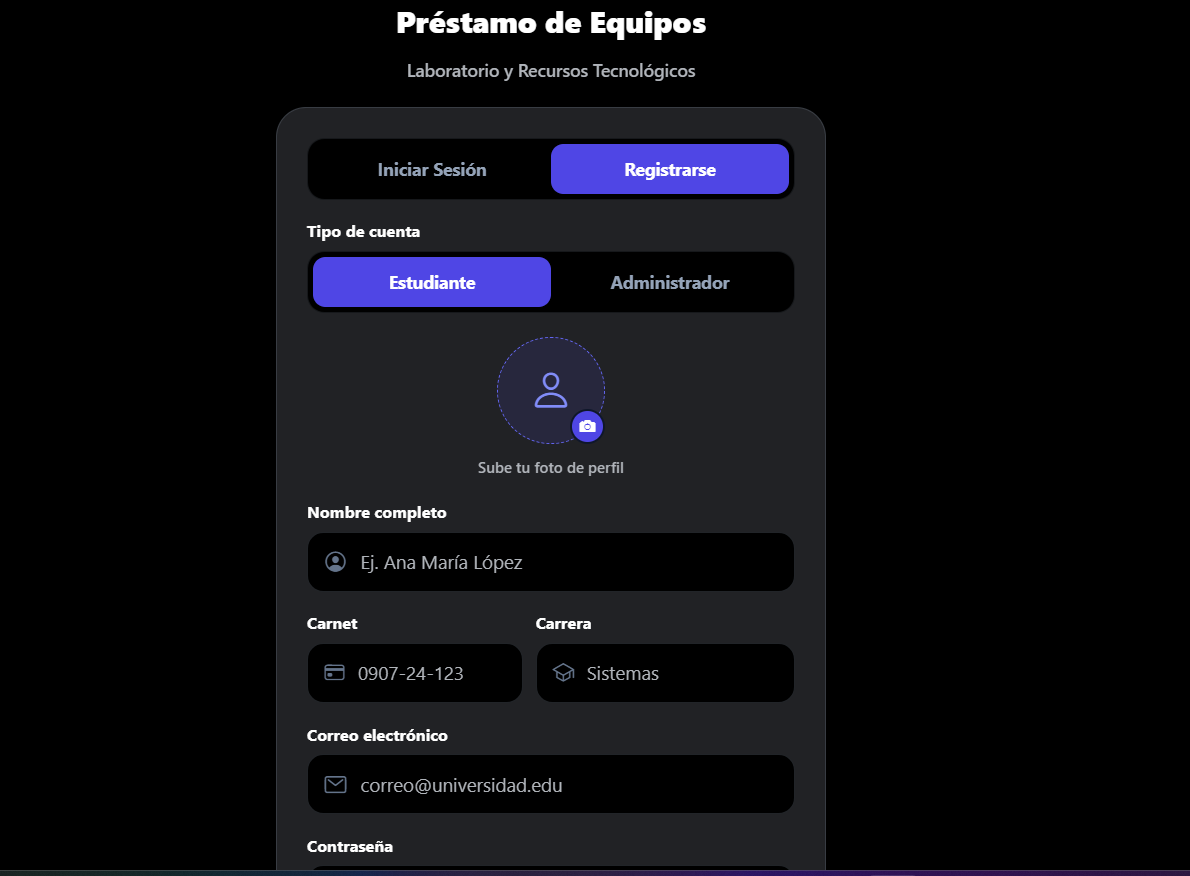 Préstamo de Equipos
Laboratorio y Recursos Tecnológicos
Iniciar Sesión Registrarse
Tipo de cuenta
Estudiante Administrador
Sube tu foto de perfil
Nombre completo
Ej. Ana María López
Carnet Carrera
0907-24-123 Sistemas
Correo electrónico
correo@universidad.edu
Contraseña